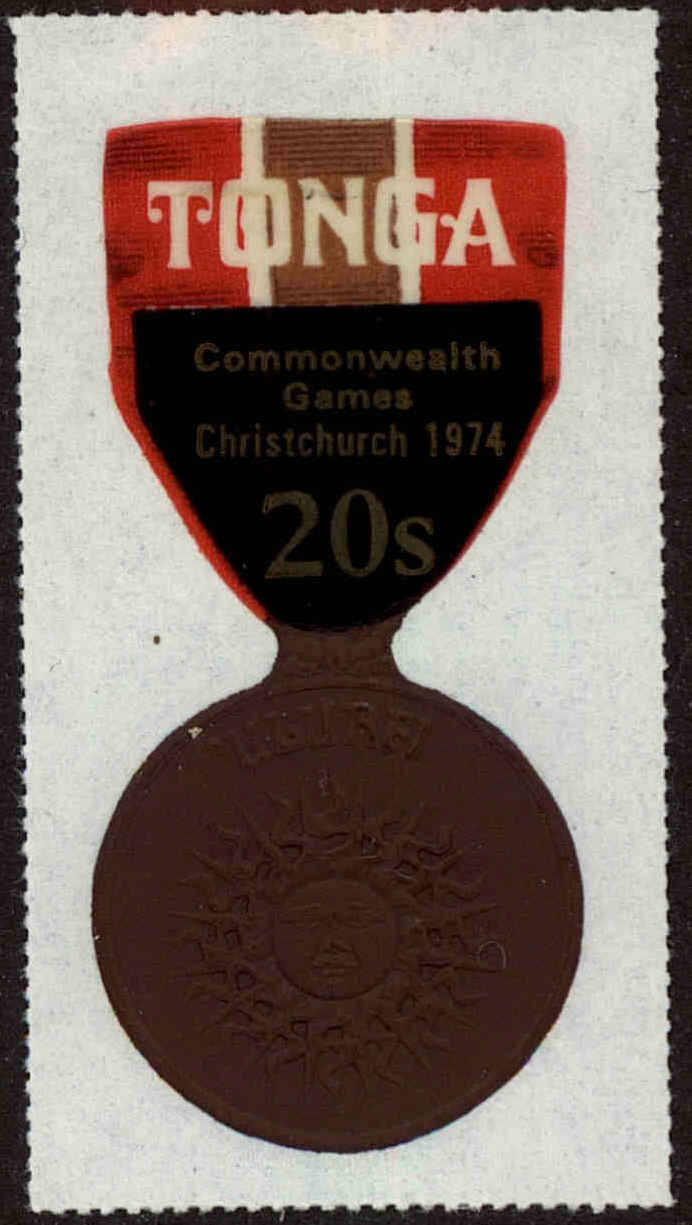 TONGA
Commonwealth
Games
Christchurch 1974
20s